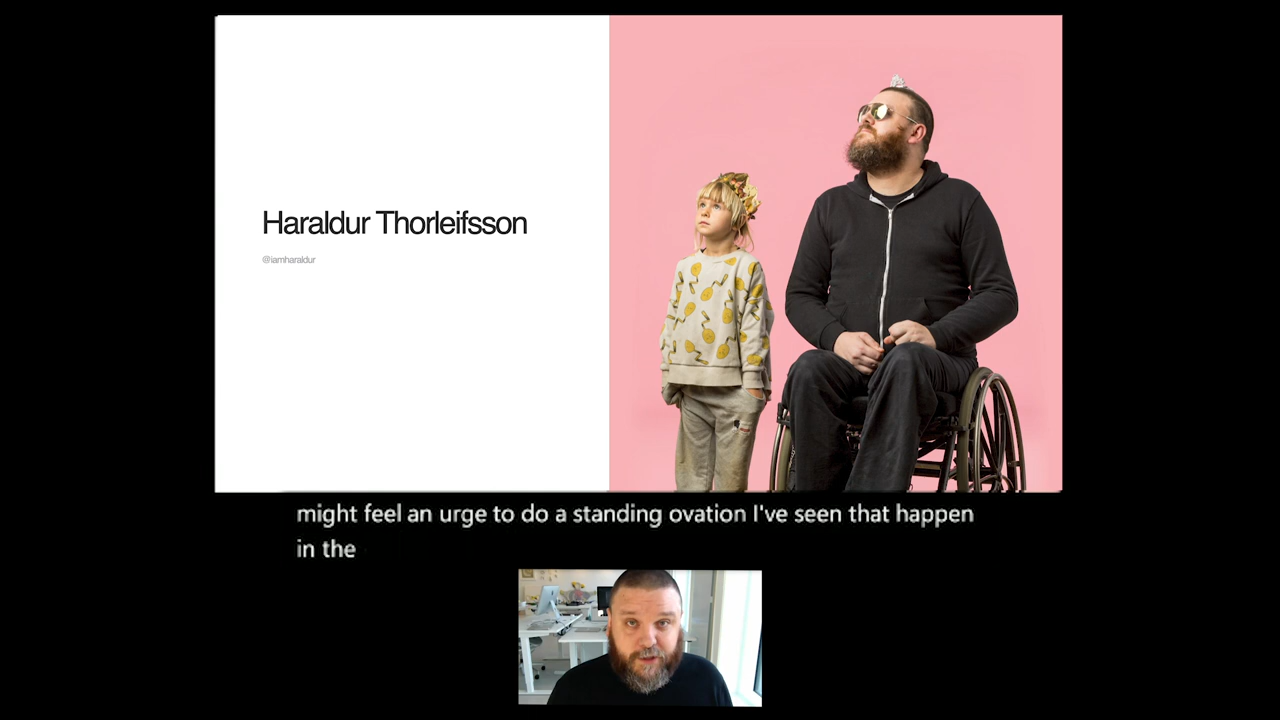 Haraldur Thorleifsson
@iamharaldur
might feel an urge to do a standing ovation I've seen that happen
in the